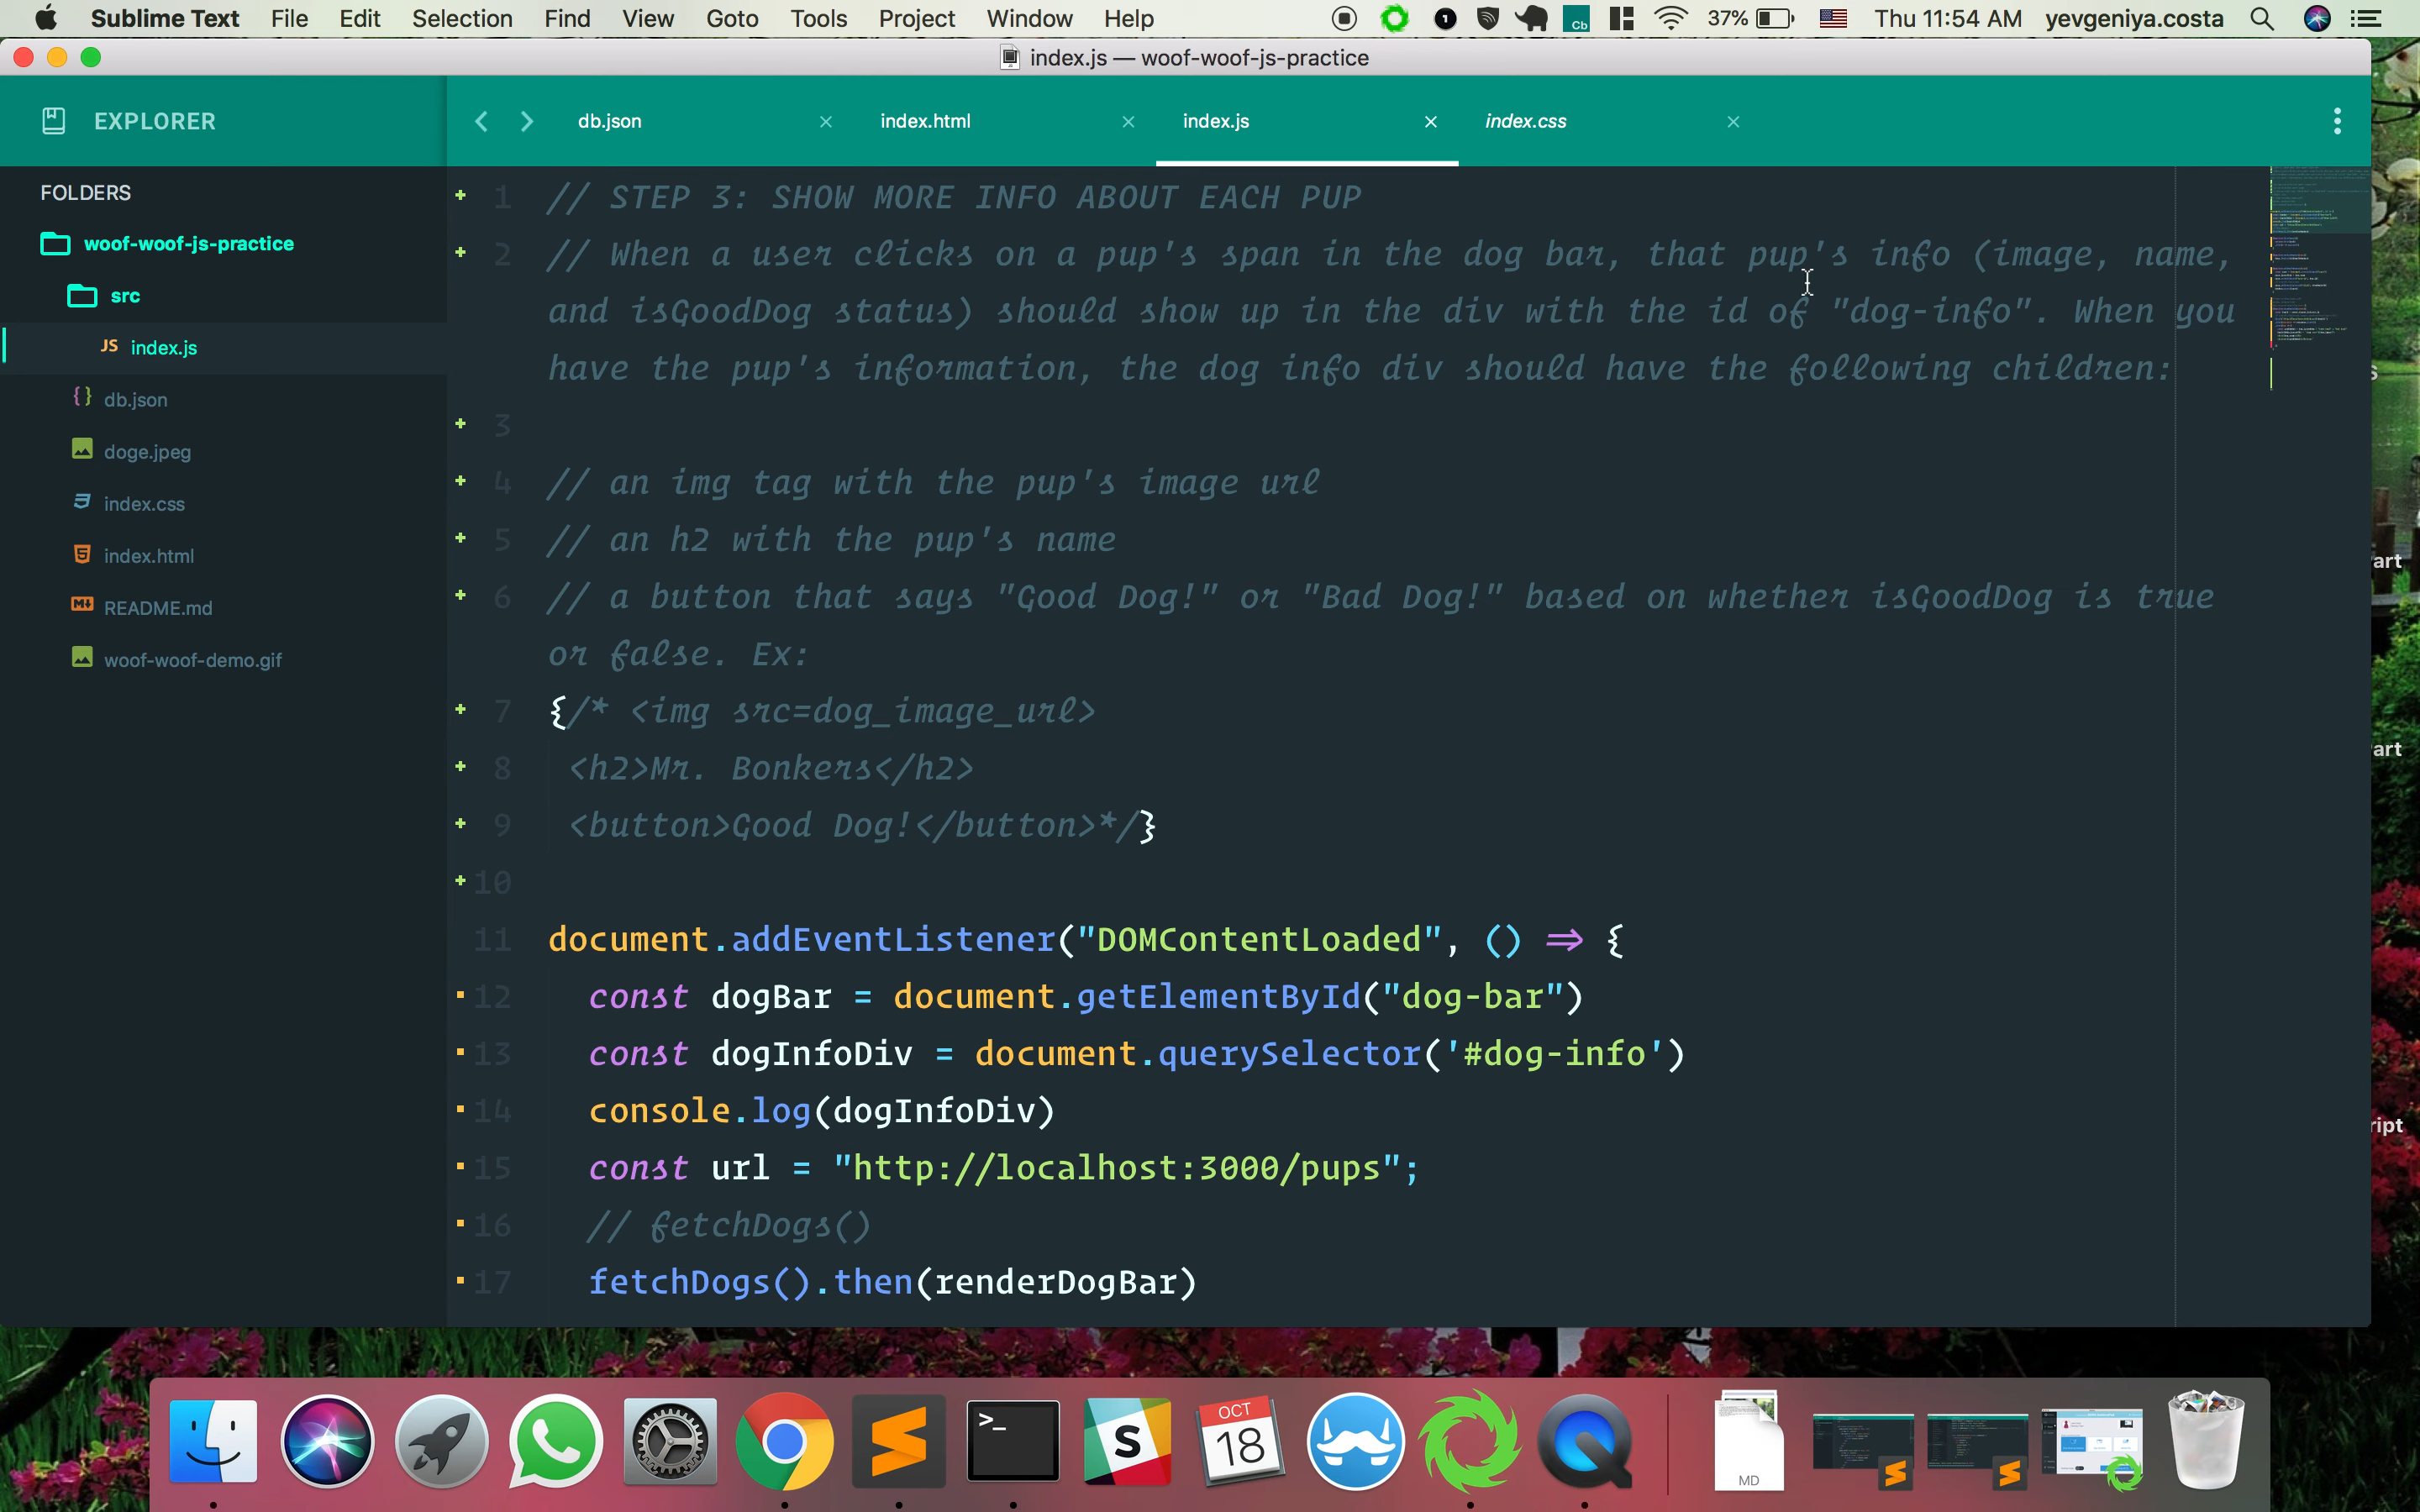 Sublime Text File Edit Selection Find View Goto Tools Project Window Help 1 Cb 37% Thu 11:54 AM yevgeniya.costa
index.js — woof-woof-js-practice
EXPLORER
db.json
index.html
index.js
index.css
FOLDERS
woof-woof-js-practice
src
JS index.js
{} db.json
doge.jpeg
index.css
index.html
README.md
woof-woof-demo.gif
1 // STEP 3: SHOW MORE INFO ABOUT EACH PUP
2 // When a user clicks on a pup's span in the dog bar, that pup's info (image, name,
and isGoodDog status) should show up in the div with the id of "dog-info". When you
have the pup's information, the dog info div should have the following children:
3
4 // an img tag with the pup's image url
5 // an h2 with the pup's name
6 // a button that says "Good Dog!" or "Bad Dog!" based on whether isGoodDog is true
or false. Ex:
7 {/* <img src=dog_image_url>
8 <h2>Mr. Bonkers</h2>
9 <button>Good Dog!</button>*/}
10
11 document.addEventListener("DOMContentLoaded", () => {
12 const dogBar = document.getElementById("dog-bar")
13 const dogInfoDiv = document.querySelector('#dog-info')
14 console.log(dogInfoDiv)
15 const url = "http://localhost:3000/pups";
16 // fetchDogs()
17 fetchDogs().then(renderDogBar)
art
art
ript
OCT
18
MD